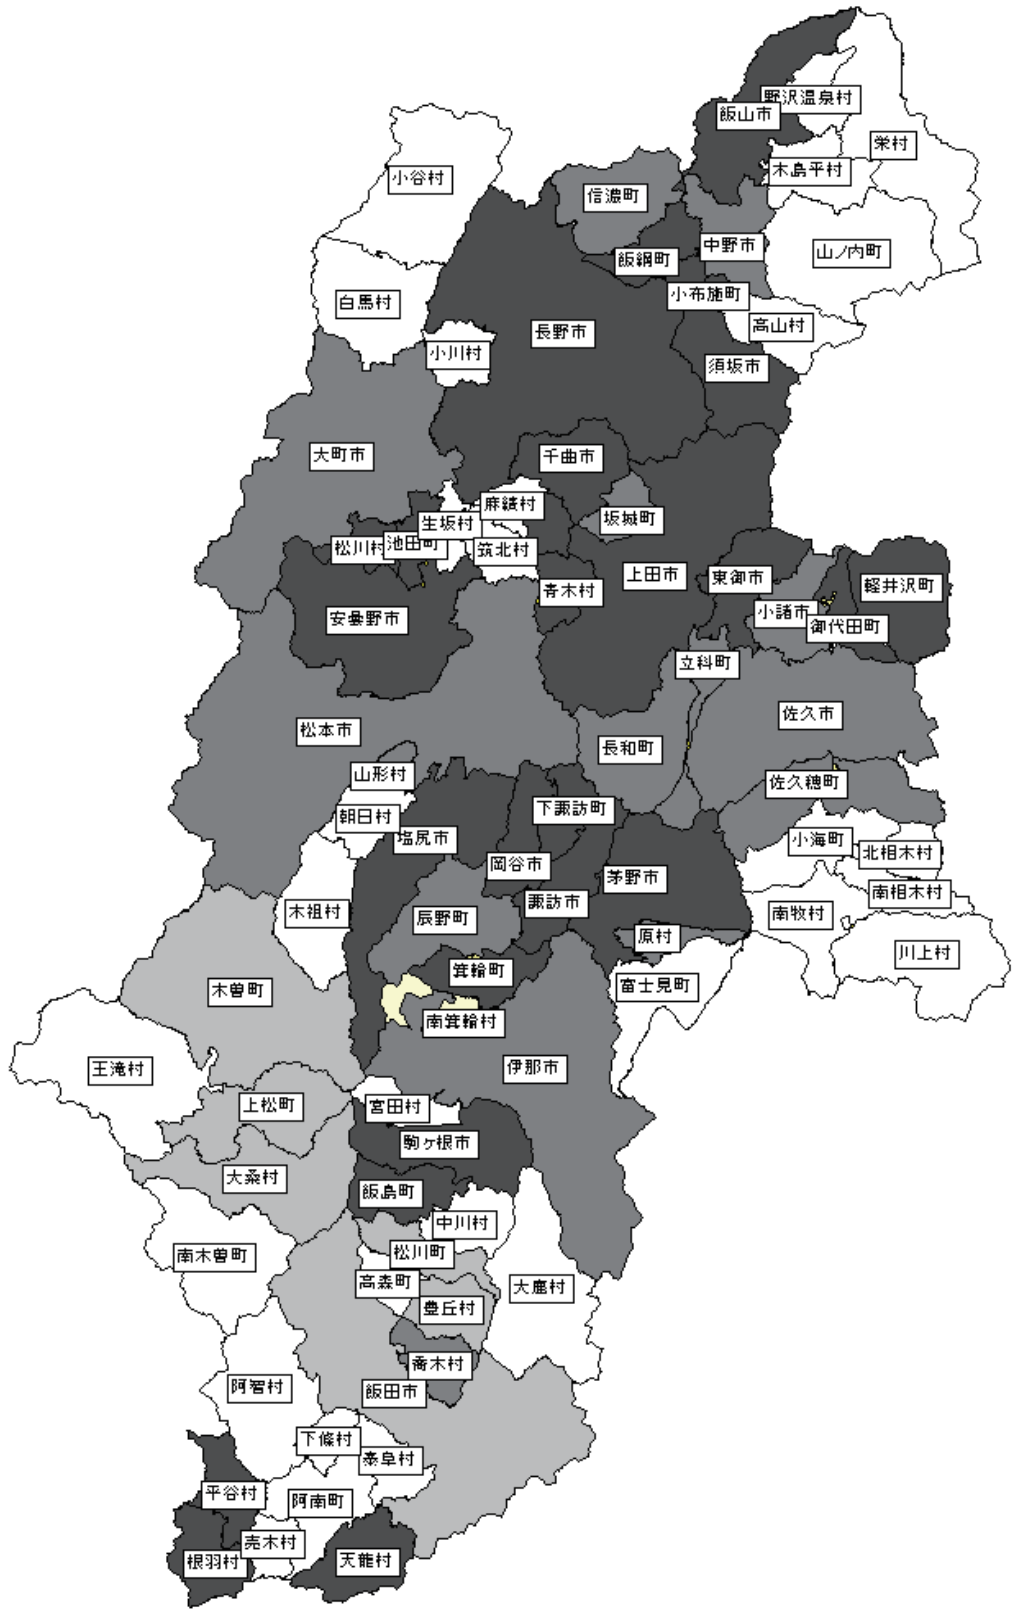 野沢温泉村
飯山市
栄村
木島平村
小谷村
信濃町
中野市
山ノ内町
飯綱町
小布施町
白馬村
高山村
長野市
小川村
須坂市
大町市
千曲市
麻績村
生坂村
坂城町
松川村
池田町
筑北村
上田市
東御市
軽井沢町
青木村
小諸市
安曇野市
御代田町
立科町
佐久市
松本市
長和町
山形村
佐久穂町
下諏訪町
朝日村
塩尻市
小海町
北相木村
岡谷市
茅野市
南相木村
諏訪市
木祖村
辰野町
南牧村
原村
川上村
箕輪町
富士見町
木曽町
南箕輪村
王滝村
伊那市
上松町
宮田村
駒ヶ根市
大桑村
飯島町
中川村
松川町
南木曽町
高森町
大鹿村
豊丘村
喬木村
阿智村
飯田市
下條村
泰阜村
平谷村
阿南町
売木村
根羽村
天龍村